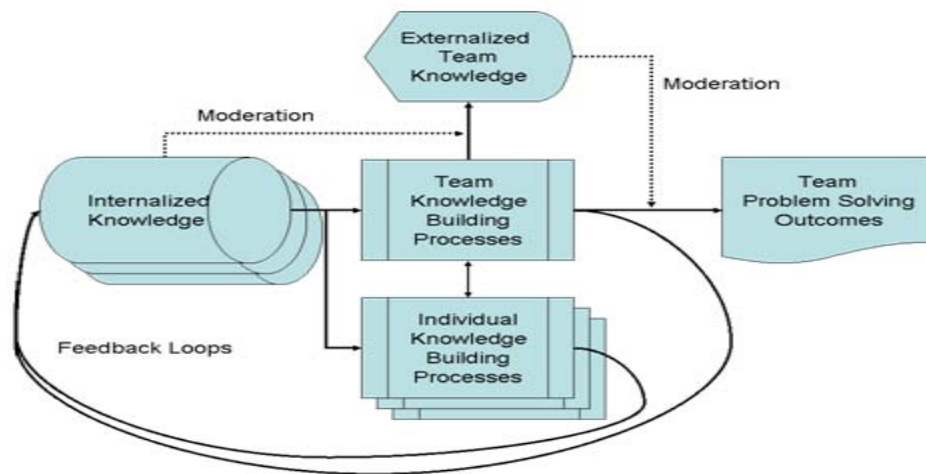 Externalized
Team
Knowledge
Moderation
Moderation
Internalized
Knowledge
Team
Knowledge
Building
Processes
Team
Problem Solving
Outcomes
Individual
Knowledge
Building
Processes
Feedback Loops